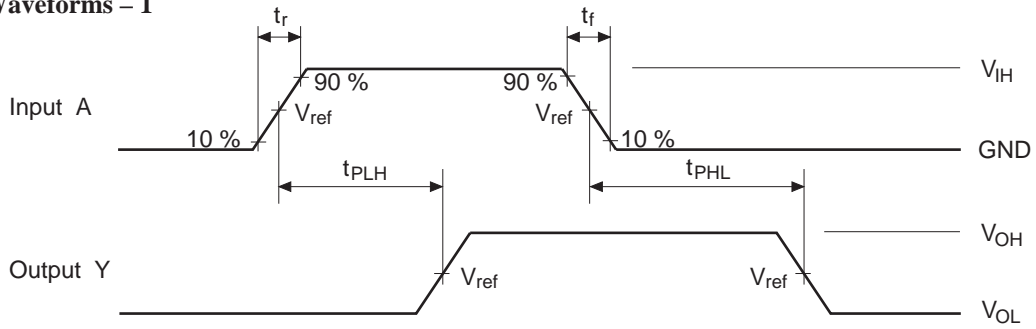 Waveforms – 1
tr
tf
90 %
90 %
VIH
Input A
Vref
Vref
10 %
10 %
GND
tPLH
tPHL
VOH
Output Y
Vref
Vref
VOL